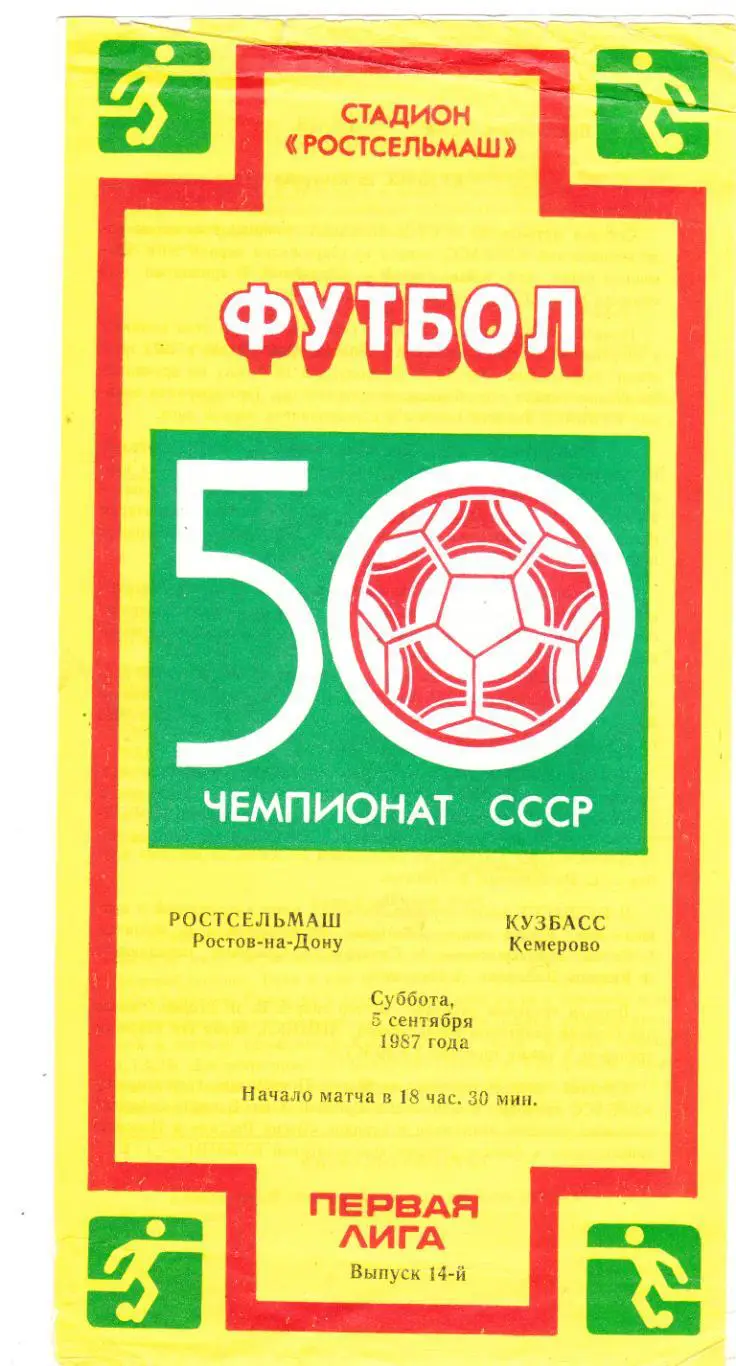 СТАДИОН
«РОСТСЕЛЬМАШ»
ФУТБОЛ
50
ЧЕМПИОНАТ СССР
РОСТСЕЛЬМАШ КУЗБАСС
Ростов-на-Дону Кемерово
Суббота,
5 сентября
1987 года
Начало матча в 18 час. 30 мин.
ПЕРВАЯ
ЛИГА
Выпуск 14-й